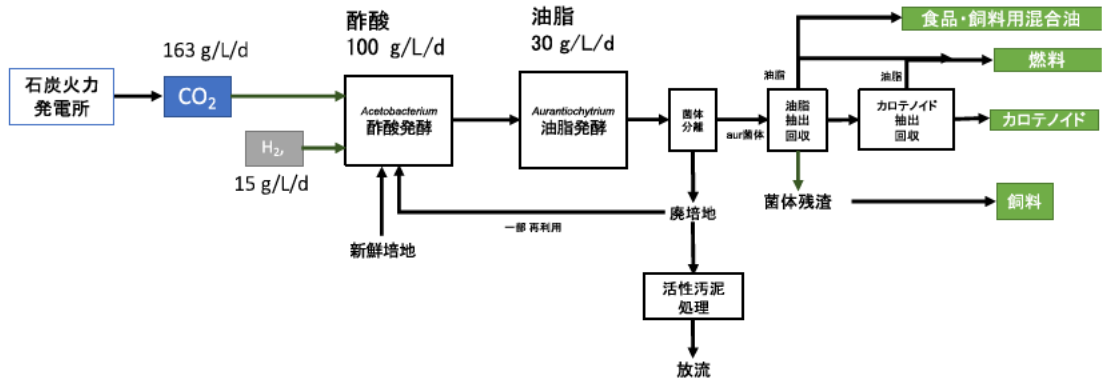 酢酸
100 g/L/d
油脂
30 g/L/d
食品・飼料用混合油
163 g/L/d
燃料
油脂
油脂
石炭火力
発電所
CO2
Acetobacterium
酢酸発酵
Aurantiochytrium
油脂発酵
菌体
分離
aur菌体
油脂
抽出
回収
カロテノイド
抽出
回収
カロテノイド
H2,
15 g/L/d
菌体残渣
飼料
廃培地
一部 再利用
新鮮培地
活性汚泥
処理
放流